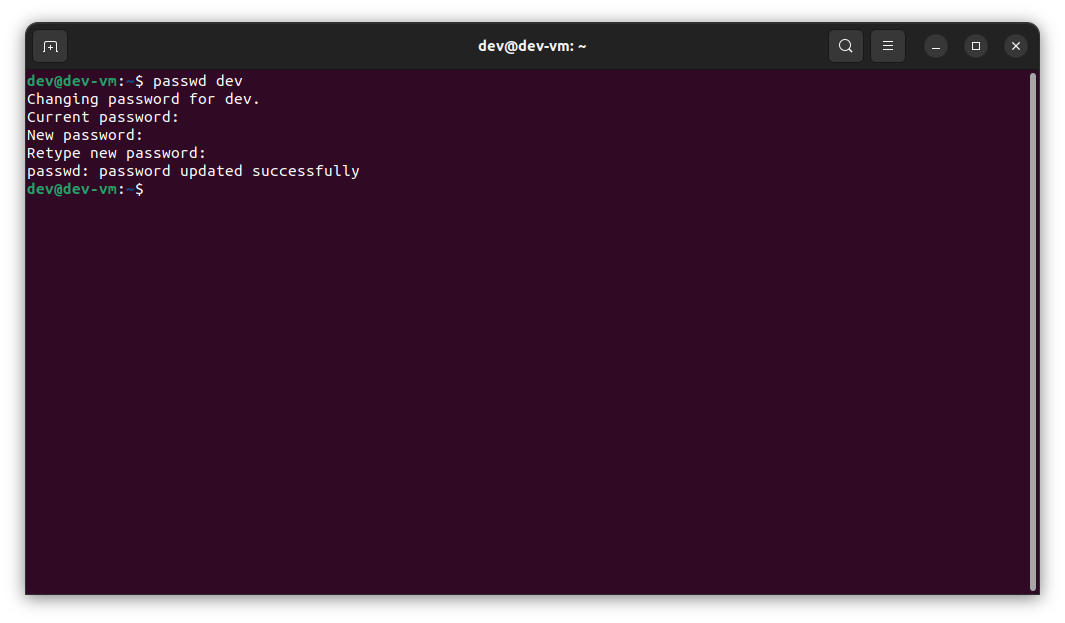 dev@dev-vm: ~
dev@dev-vm:~$ passwd dev
Changing password for dev.
Current password:
New password:
Retype new password:
passwd: password updated successfully
dev@dev-vm:~$